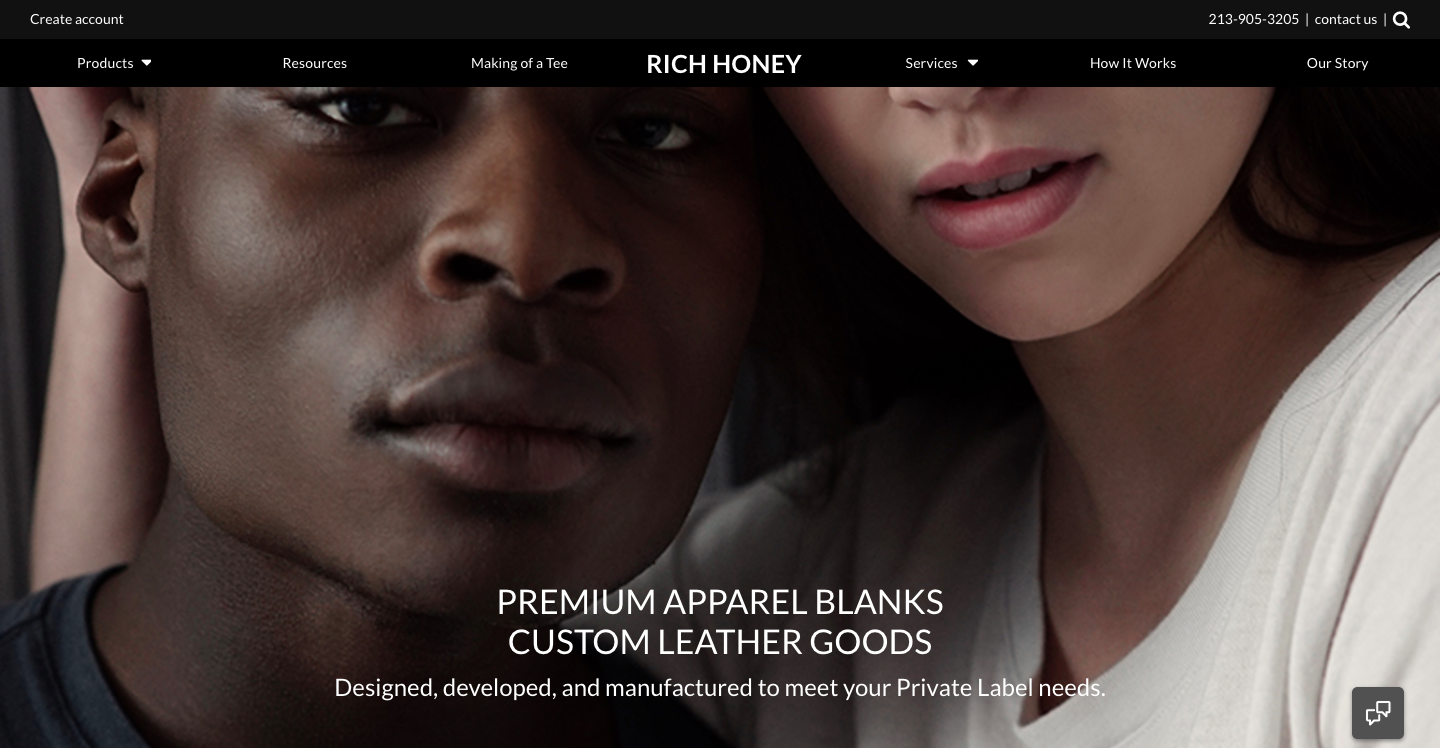 Create account
213-905-3205 | contact us |
Products
Resources
Making of a Tee
RICH HONEY
Services
How It Works
Our Story
PREMIUM APPAREL BLANKS
CUSTOM LEATHER GOODS
Designed, developed, and manufactured to meet your Private Label needs.